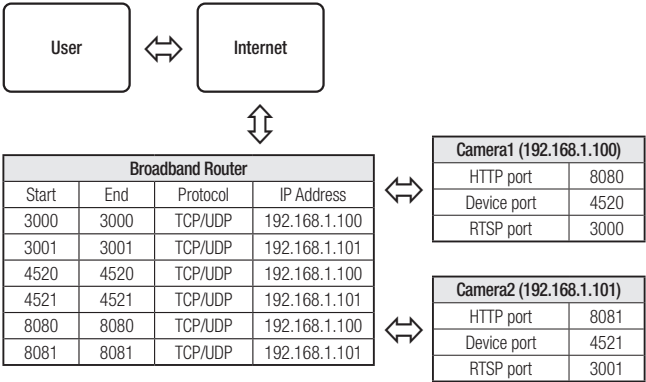 User
Internet
Broadband Router
Start End Protocol IP Address
3000 3000 TCP/UDP 192.168.1.100
3001 3001 TCP/UDP 192.168.1.101
4520 4520 TCP/UDP 192.168.1.100
4521 4521 TCP/UDP 192.168.1.101
8080 8080 TCP/UDP 192.168.1.100
8081 8081 TCP/UDP 192.168.1.101
Camera1 (192.168.1.100)
HTTP port 8080
Device port 4520
RTSP port 3000
Camera2 (192.168.1.101)
HTTP port 8081
Device port 4521
RTSP port 3001